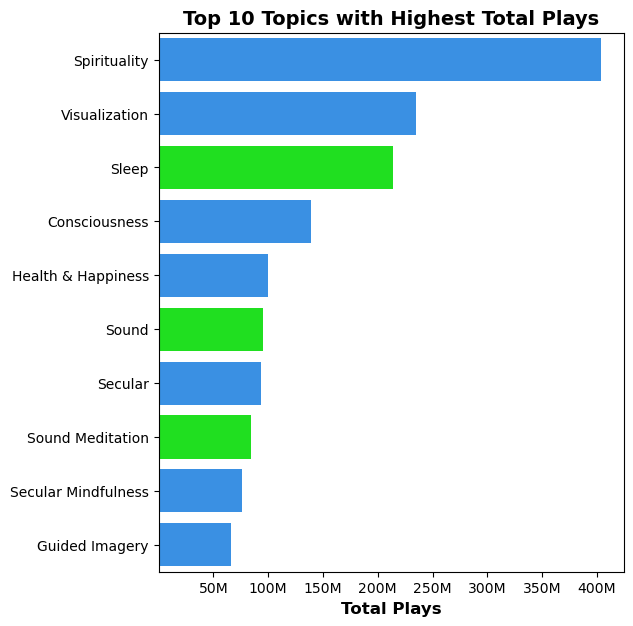 Top 10 Topics with Highest Total Plays
Spirituality
Visualization
Sleep
Consciousness
Health & Happiness
Sound
Secular
Sound Meditation
Secular Mindfulness
Guided Imagery
50M 100M 150M 200M 250M 300M 350M 400M
Total Plays